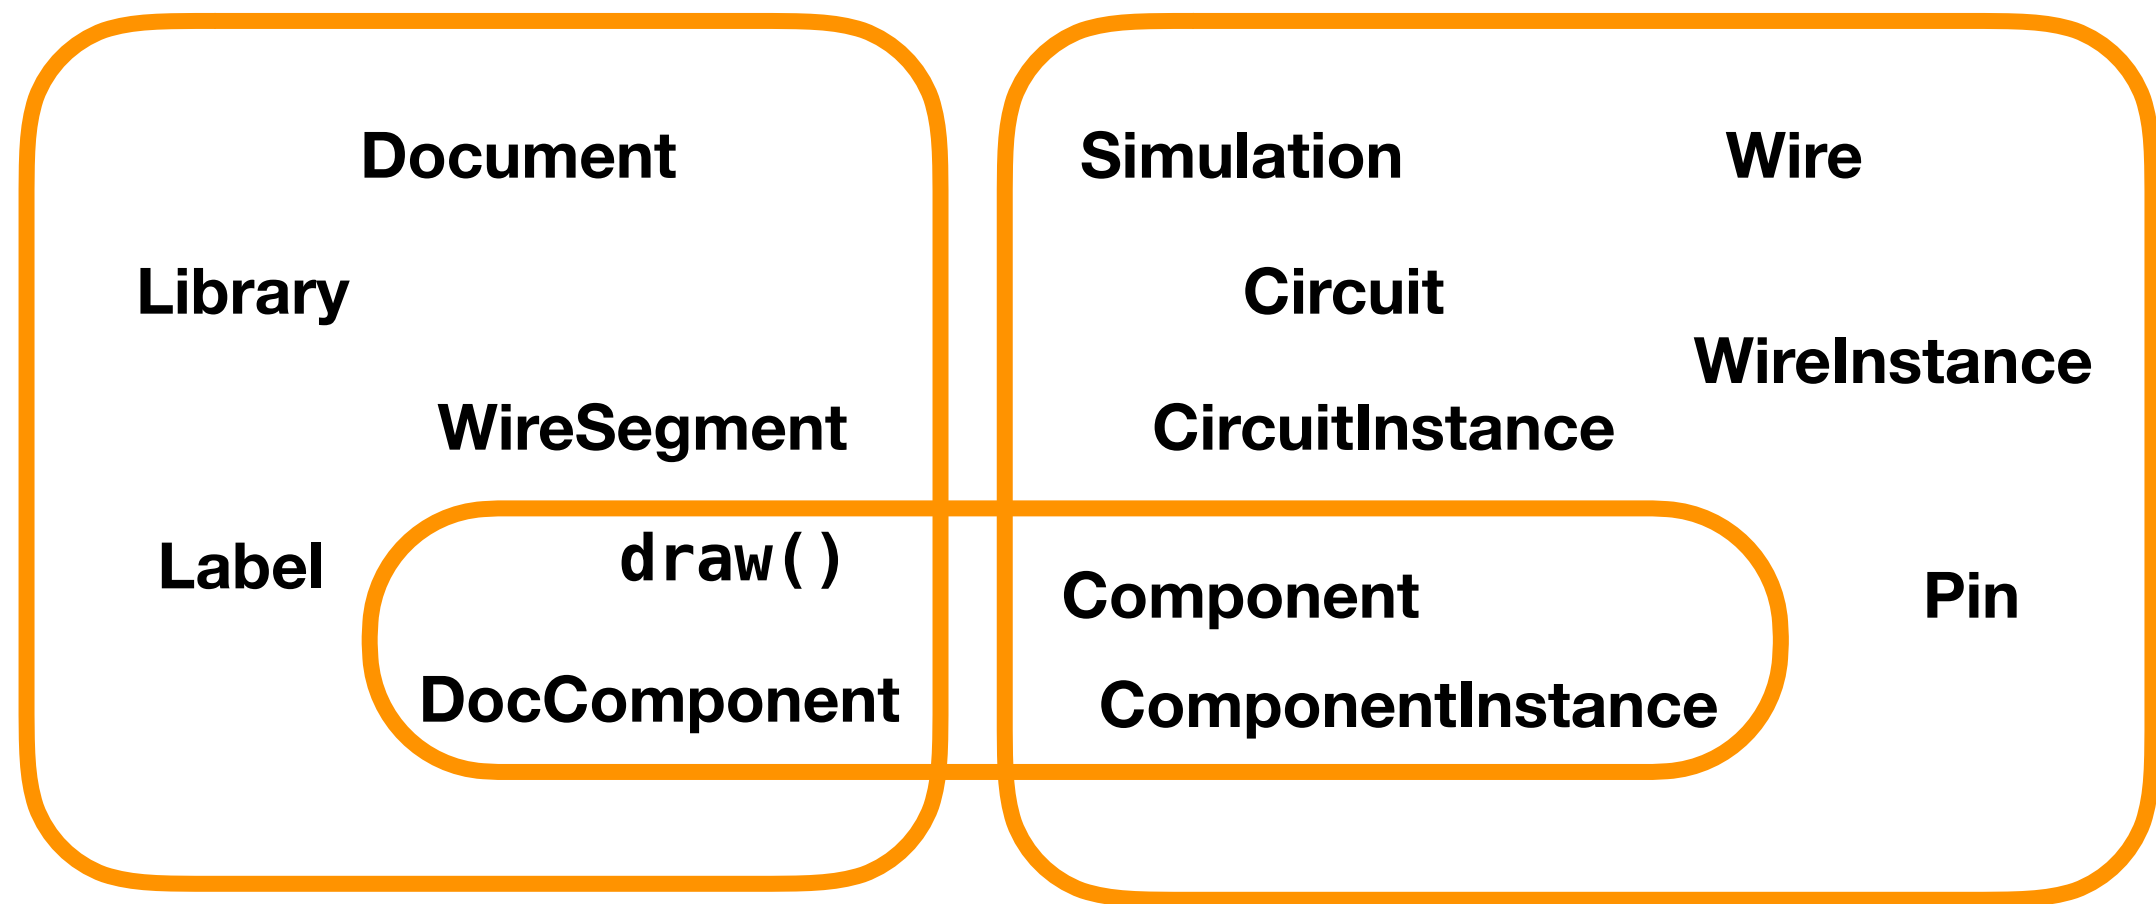 Document
Library
WireSegment
Label
draw()
DocComponent
Simulation
Wire
Circuit
WireInstance
CircuitInstance
Component
Pin
ComponentInstance